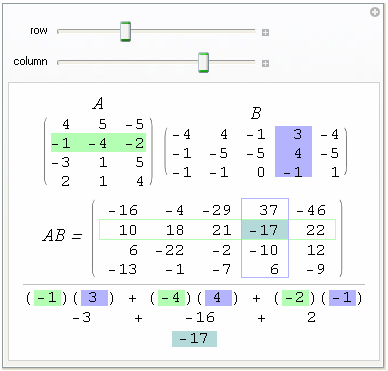 row
column
A
4 5 -5
-1 -4 -2
-3 1 5
2 1 4
B
-4 4 -1 3 -4
-1 -5 -5 4 -5
-1 -1 0 -1 1
AB =
-16 -4 -29 37 -46
10 18 21 -17 22
6 -22 -2 -10 12
-13 -1 -7 6 -9
(-1)(3) + (-4)(4) + (-2)(-1)
-3 + -16 + 2
-17